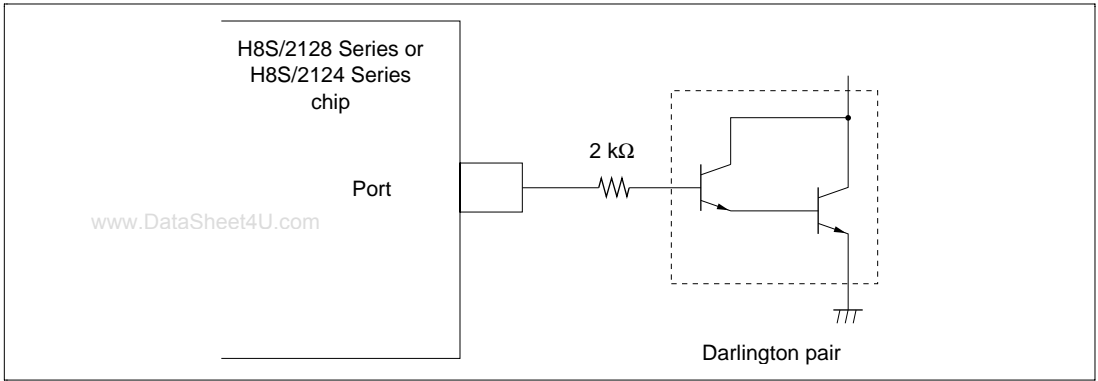 H8S/2128 Series or
H8S/2124 Series
chip
2 kΩ
Port
www.DataSheet4U.com
Darlington pair